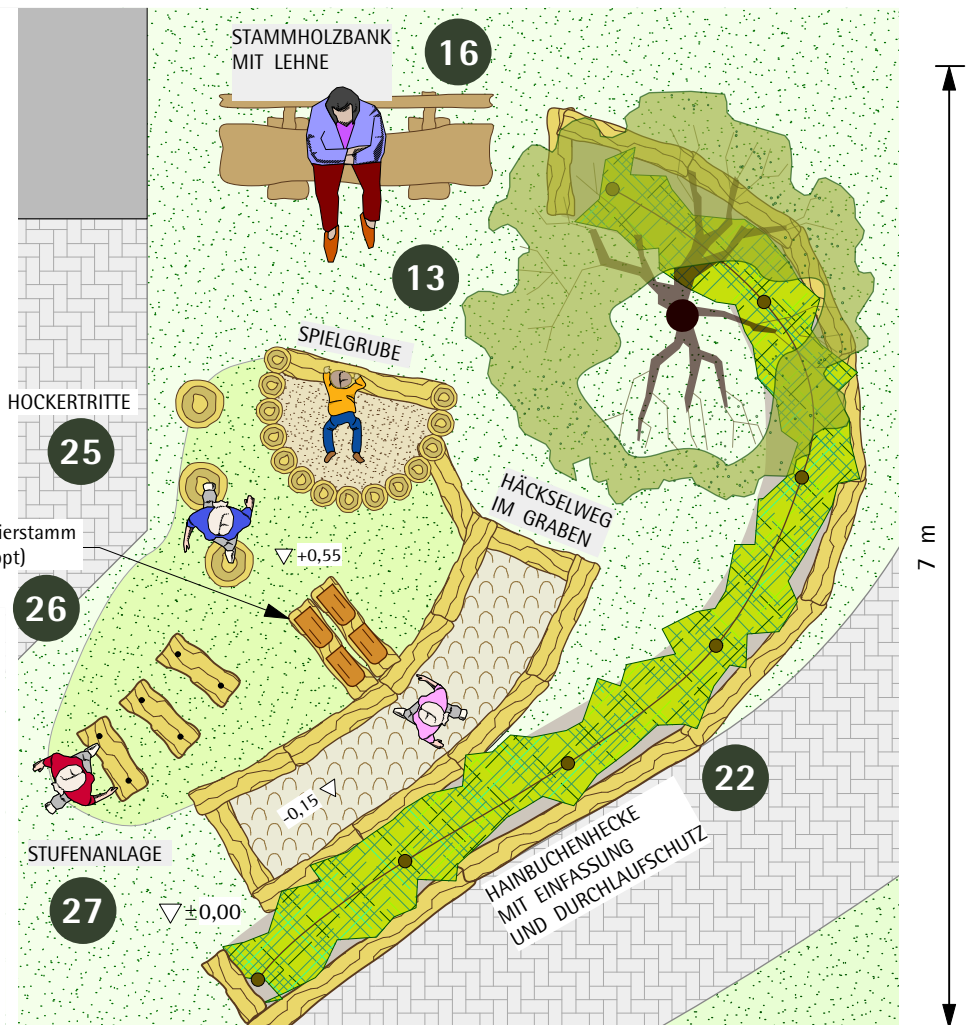 STAMMHOLZBANK
MIT LEHNE
16
13
SPIELGRUBE
HOCKERTRITTE
25
HÄCKSELWEG
IM GRABEN
+0,55
26
7 m
-0,15
22
HAINBUCHENHECKE
MIT EINFASSUNG
UND DURCHLAUFSCHUTZ
STUFENANLAGE
27
±0,00